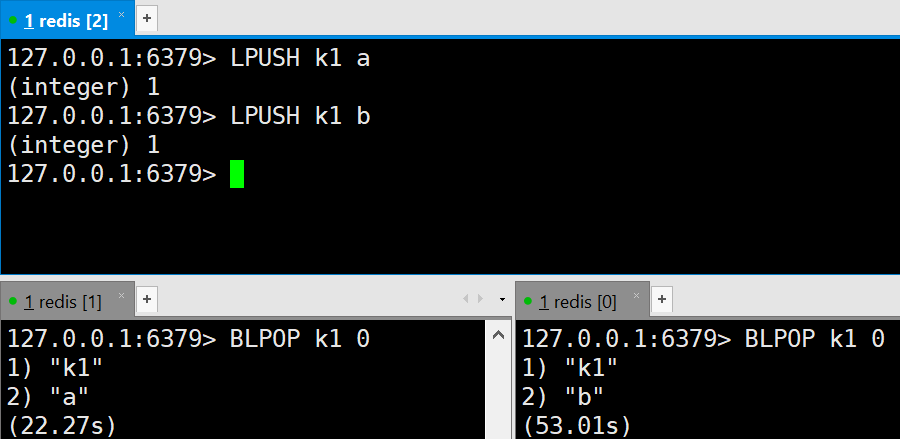 1 redis [2] × +
127.0.0.1:6379> LPUSH k1 a
(integer) 1
127.0.0.1:6379> LPUSH k1 b
(integer) 1
127.0.0.1:6379>
1 redis [1] × +
127.0.0.1:6379> BLPOP k1 0
1) "k1"
2) "a"
(22.27s)
1 redis [0] × +
127.0.0.1:6379> BLPOP k1 0
1) "k1"
2) "b"
(53.01s)